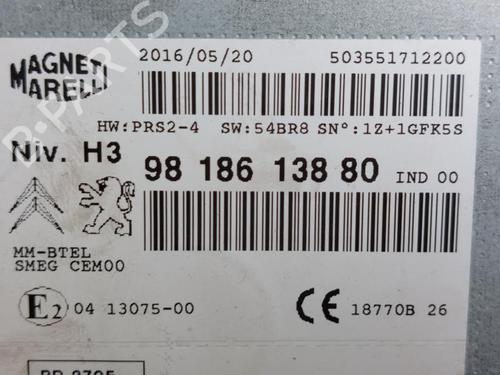 MAGNETI MARELLI
2016/05/20 503551712200
HW:PRS2-4 SW:54BR8 SN°:1Z+1GFK5S
Niv. H3 98 186 138 80 IND 00
MM-BTEL
SMEG CEM00
E2 04 13075-00 CE 18770B 26